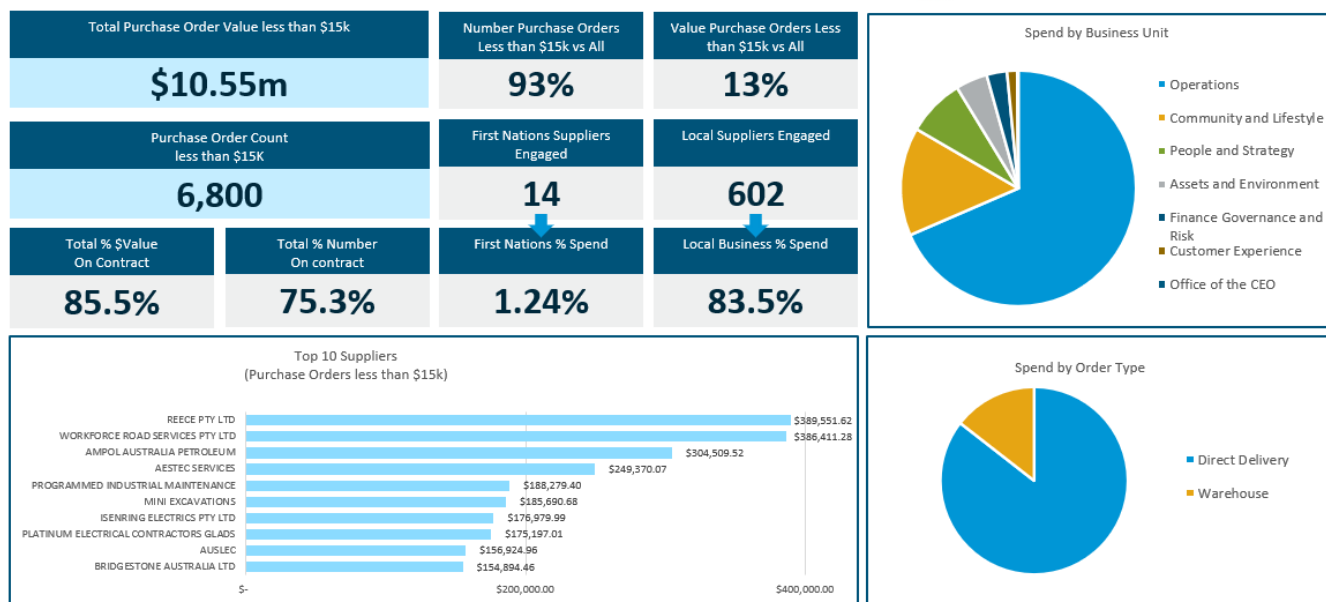 Total Purchase Order Value less than $15k
$10.55m
Number Purchase Orders
Less than $15k vs All
93%
Value Purchase Orders Less
than $15k vs All
13%
Purchase Order Count
less than $15K
6,800
First Nations Suppliers
Engaged
14
Local Suppliers Engaged
602
Total % $Value
On Contract
85.5%
Total % Number
On contract
75.3%
First Nations % Spend
1.24%
Local Business % Spend
83.5%
Spend by Business Unit
Operations
Community and Lifestyle
People and Strategy
Assets and Environment
Finance Governance and
Risk
Customer Experience
Office of the CEO
Top 10 Suppliers
(Purchase Orders less than $15k)
REECE PTY LTD $389,551.62
WORKFORCE ROAD SERVICES PTY LTD $386,411.28
AMPOL AUSTRALIA PETROLEUM $304,509.52
AESTEC SERVICES $249,370.07
PROGRAMMED INDUSTRIAL MAINTENANCE $188,279.40
MINI EXCAVATIONS $185,690.68
ISENRING ELECTRICS PTY LTD $176,979.99
PLATINUM ELECTRICAL CONTRACTORS GLADS $175,197.01
AUSLEC $156,924.96
BRIDGESTONE AUSTRALIA LTD $154,894.46
$- $200,000.00 $400,000.00
Spend by Order Type
Direct Delivery
Warehouse